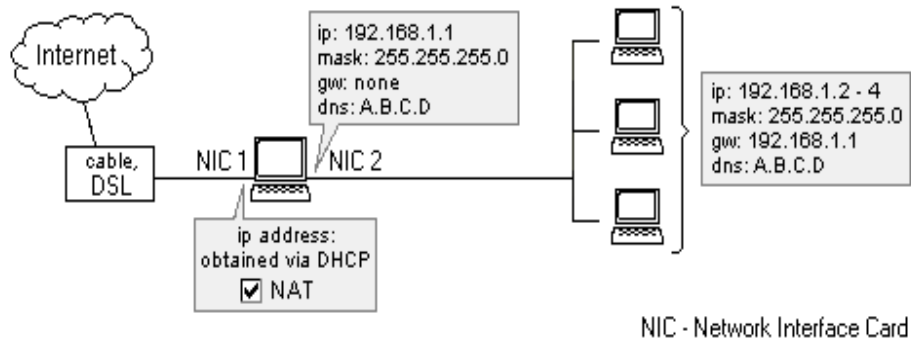 Internet
cable,
DSL
NIC 1
NIC 2
ip: 192.168.1.1
mask: 255.255.255.0
gw: none
dns: A.B.C.D
ip address:
obtained via DHCP
NAT
ip: 192.168.1.2 - 4
mask: 255.255.255.0
gw: 192.168.1.1
dns: A.B.C.D
NIC - Network Interface Card